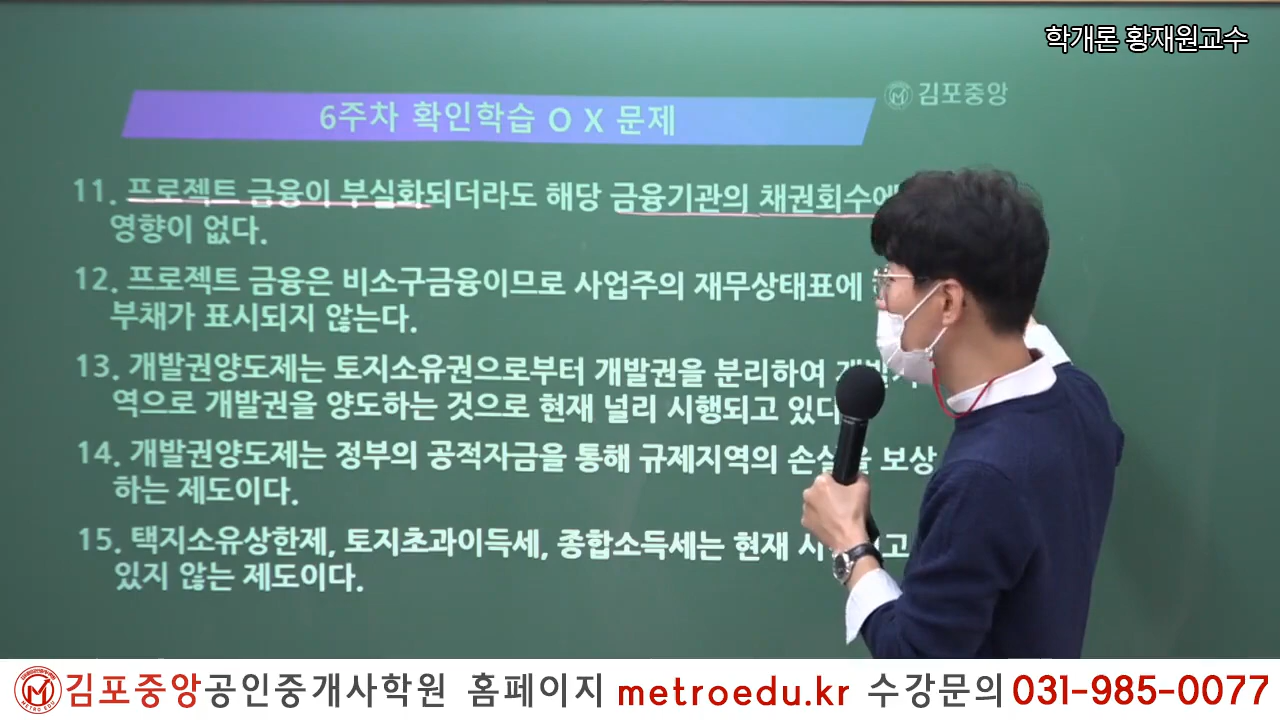 학개론 황재원교수
김포중앙
6주차 확인학습 O X 문제
11. 프로젝트 금융이 부실화되더라도 해당 금융기관의 채권회수에
영향이 없다.
12. 프로젝트 금융은 비소구금융이므로 사업주의 재무상태표에
부채가 표시되지 않는다.
13. 개발권양도제는 토지소유권으로부터 개발권을 분리하여
역으로 개발권을 양도하는 것으로 현재 널리 시행되고 있다
14. 개발권양도제는 정부의 공적자금을 통해 규제지역의 손실을 보상
하는 제도이다.
15. 택지소유상한제, 토지초과이득세, 종합소득세는 현재
있지 않는 제도이다.
METRO EDU 김포중앙공인중개사학원 홈페이지 metroedu.kr 수강문의 031-985-0077